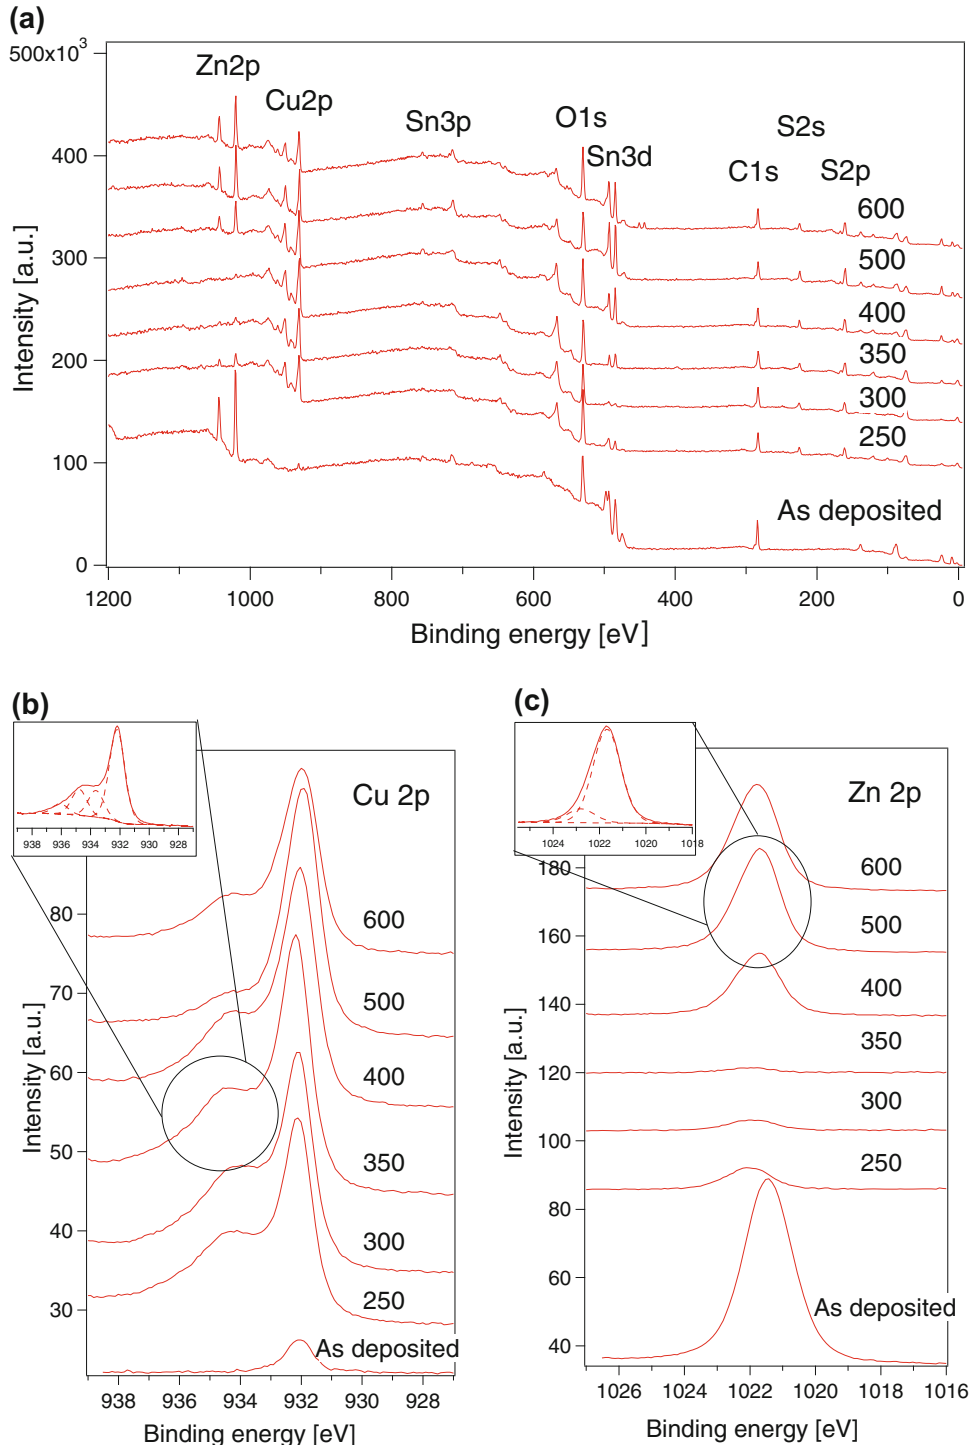 (a)
500x10³
400
300
200
100
0
Intensity [a.u.]
Zn2p
Cu2p
Sn3p
O1s
Sn3d
S2s
C1s
S2p
600
500
400
350
300
250
As deposited
1200
1000
800
600
400
200
0
Binding energy [eV]
(b)
938
936
934
932
930
928
Cu 2p
80
70
60
50
40
30
Intensity [a.u.]
600
500
400
350
300
250
As deposited
938
936
934
932
930
928
Binding energy [eV]
(c)
1024
1022
1020
1018
Zn 2p
180
160
140
120
100
80
60
40
Intensity [a.u.]
600
500
400
350
300
250
As deposited
1026
1024
1022
1020
1018
1016
Binding energy [eV]